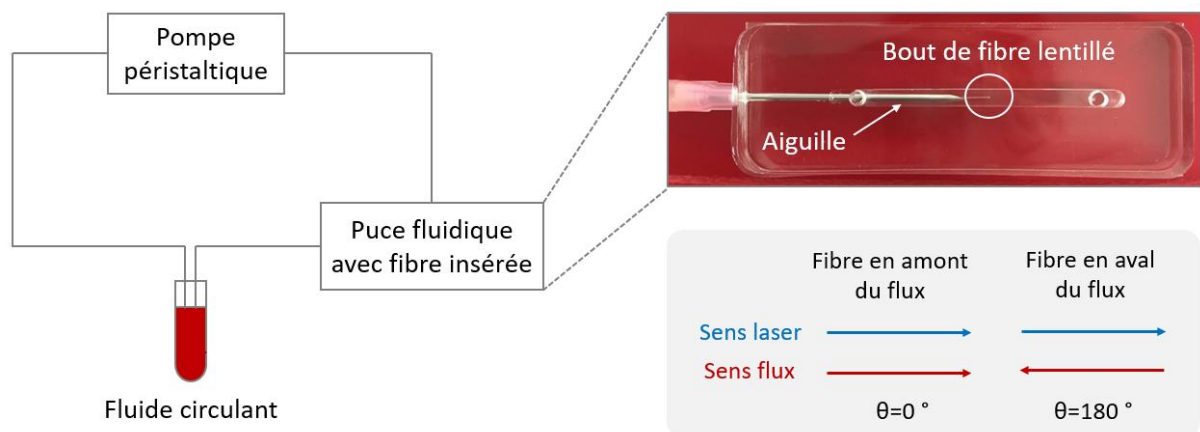 Pompe
péristaltique
Puce fluidique
avec fibre insérée
Fluide circulant
Bout de fibre lentillé
Aiguille
Fibre en amont
du flux
Fibre en aval
du flux
Sens laser
Sens flux
θ=0 °
θ=180 °